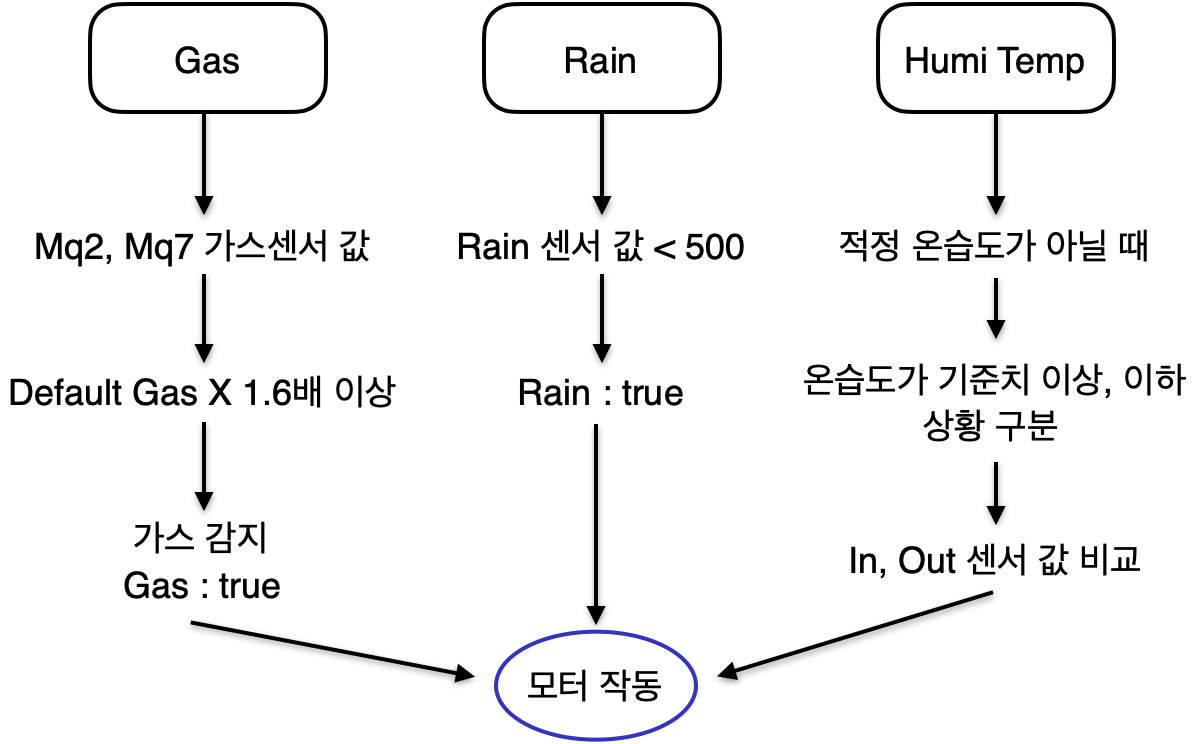 Gas
Mq2, Mq7 가스센서 값
Default Gas X 1.6배 이상
가스 감지
Gas : true
Rain
Rain 센서 값 < 500
Rain : true
Humi Temp
적정 온습도가 아닐 때
온습도가 기준치 이상, 이하
상황 구분
In, Out 센서 값 비교
모터 작동